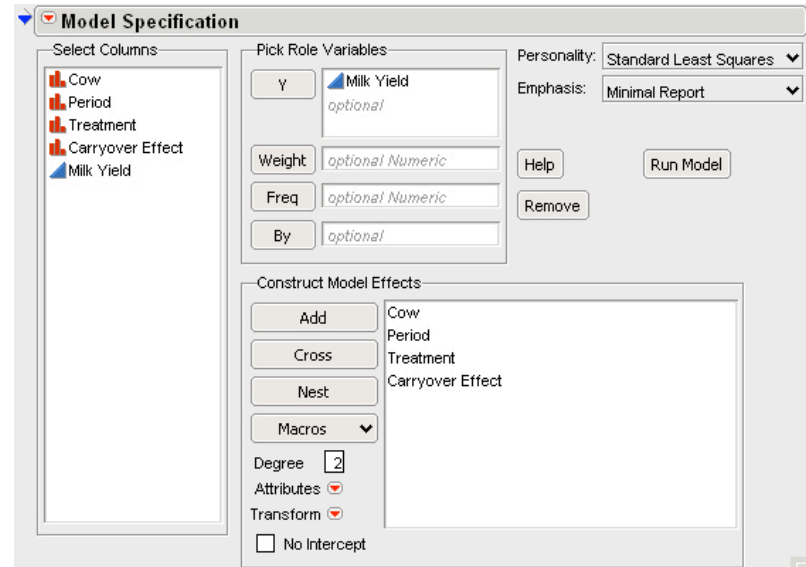 Model Specification
Select Columns
Cow
Period
Treatment
Carryover Effect
Milk Yield
Pick Role Variables
Y
Milk Yield
optional
Weight
optional Numeric
Freq
optional Numeric
By
optional
Personality:
Standard Least Squares
Emphasis:
Minimal Report
Help
Run Model
Remove
Construct Model Effects
Add
Cross
Nest
Macros
Degree
2
Attributes
Transform
No Intercept
Cow
Period
Treatment
Carryover Effect